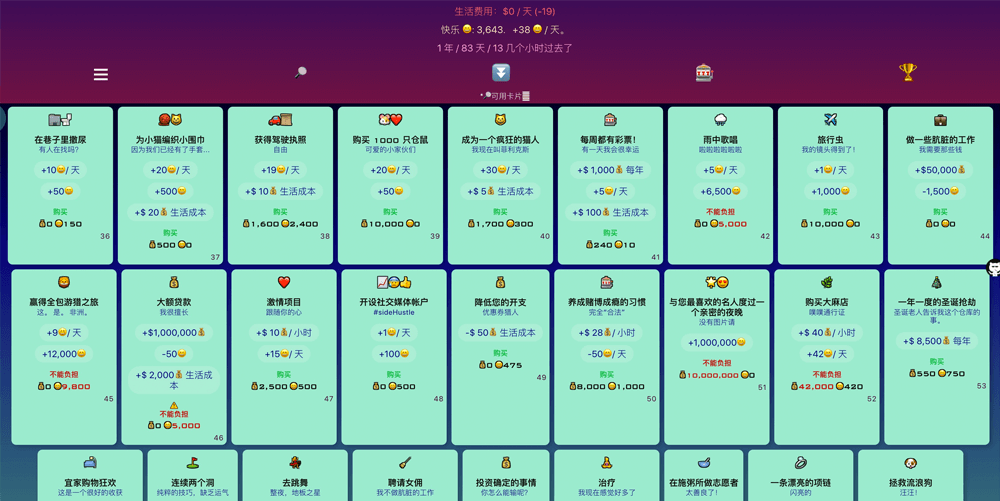 生活费用：$0 / 天 (-19)
快乐 😀: 3,643. +38 😀 / 天。
1 年 / 83 天 / 13 几个小时过去了
可用卡片
在巷子里撒尿
有人在找吗?
+10😀/ 天
+50😀
购买
0 150
36
为小猫编织小围巾
因为我们已经有了手套...
+20😀/ 天
+500😀
+$ 20💰 生活成本
购买
500 0
37
获得驾驶执照
自由
+19😀/ 天
+$ 10💰 生活成本
购买
1,600 2,400
38
购买 1000 只仓鼠
可爱的小家伙们
+20😀/ 天
+50😀
购买
10,000 0
39
成为一个疯狂的猫人
我现在叫哥利克斯
+30😀/ 天
+$ 5💰 生活成本
购买
1,700 300
40
每周都有彩票!
有一天我会很幸运
+$ 1,000💰 每年
+5😀/ 天
+$ 100💰 生活成本
购买
240 10
41
雨中歌唱
啦啦啦啦啦啦
+5😀/ 天
+6,500😀
不能负担
0 5,000
42
旅行虫
我的镜头得到了!
+1😀/ 天
+1,000😀
购买
10,000 0
43
做一些肮脏的工作
我需要那些钱
+$50,000💰
-1,500😀
购买
0 0
44
赢得全包游猎之旅
这。 是。 非洲。
+9😀/ 天
+12,000😀
不能负担
0 9,800
45
大额贷款
我很擅长
+$1,000,000💰
-50😀
+$ 2,000💰 生活成
本
不能负担
0 5,000
46
激情项目
跟随你的心
+$ 10💰/ 小时
+15😀/ 天
购买
2,500 500
47
开设社交媒体帐户
#sideHustle
+1😀/ 天
+100😀
购买
0 500
48
降低您的开支
优惠券猎人
-$ 50💰 生活成本
购买
0 475
49
养成赌博成瘾的习惯
完全“合法”
+$ 28💰/ 小时
-50😀/ 天
购买
8,000 1,000
50
与您最喜欢的名人度过一
个亲密的夜晚
没有图片请
+1,000,000😀
不能负担
10,000,000 0
51
购买大麻店
噗噗通行证
+$ 40💰/ 小时
+42😀/ 天
不能负担
42,000 420
52
一年一度的圣诞抢劫
圣诞老人告诉我这个仓库的
事。
+$ 8,500💰 每年
购买
550 750
53
宜家购物狂欢
这是一个很好的收获
连续两个洞
纯粹的技巧，缺乏运气
去跳舞
整夜，地板之星
聘请女佣
我不做肮脏的工作
投资确定的事情
你怎么能输呢?
治疗
我现在感觉好多了
在施粥所做志愿者
太善良了!
一条漂亮的项链
闪亮的
拯救流浪狗
汪汪!